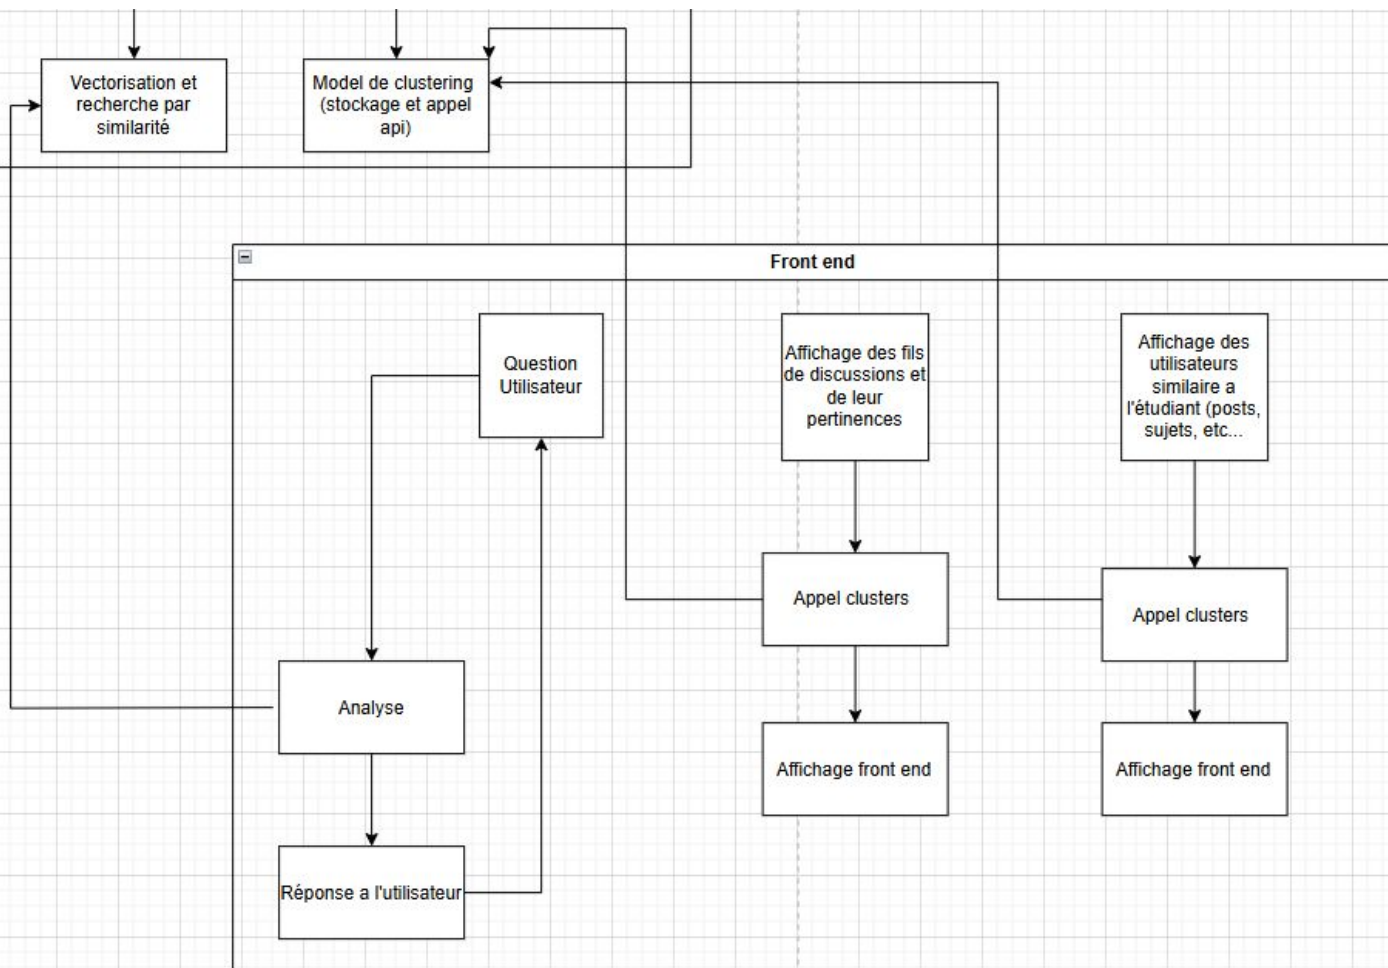 Vectorisation et
recherche par
similarité
Model de clustering
(stockage et appel
api)
Front end
Question
Utilisateur
Affichage des fils
de discussions et
de leur
pertinences
Affichage des
utilisateurs
similaire a
l'étudiant (posts,
sujets, etc...
Appel clusters
Appel clusters
Analyse
Affichage front end
Affichage front end
Réponse a l'utilisateur